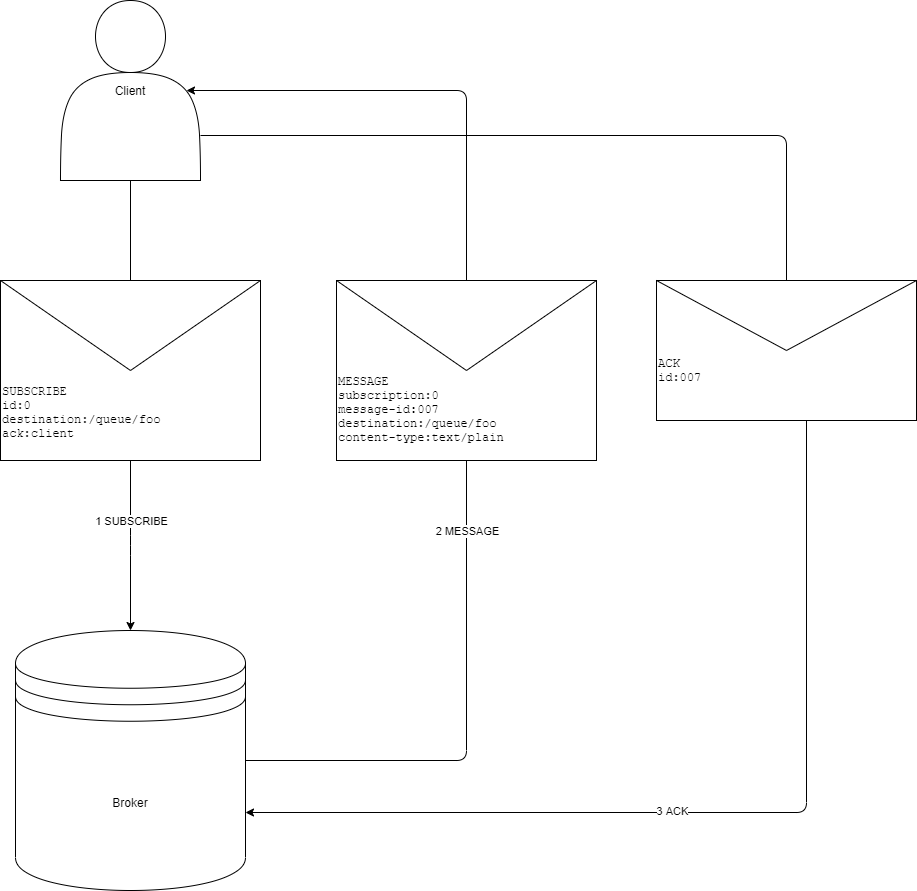 Client
SUBSCRIBE
id:0
destination:/queue/foo
ack:client
MESSAGE
subscription:0
message-id:007
destination:/queue/foo
content-type:text/plain
ACK
id:007
1 SUBSCRIBE
2 MESSAGE
Broker
3 ACK